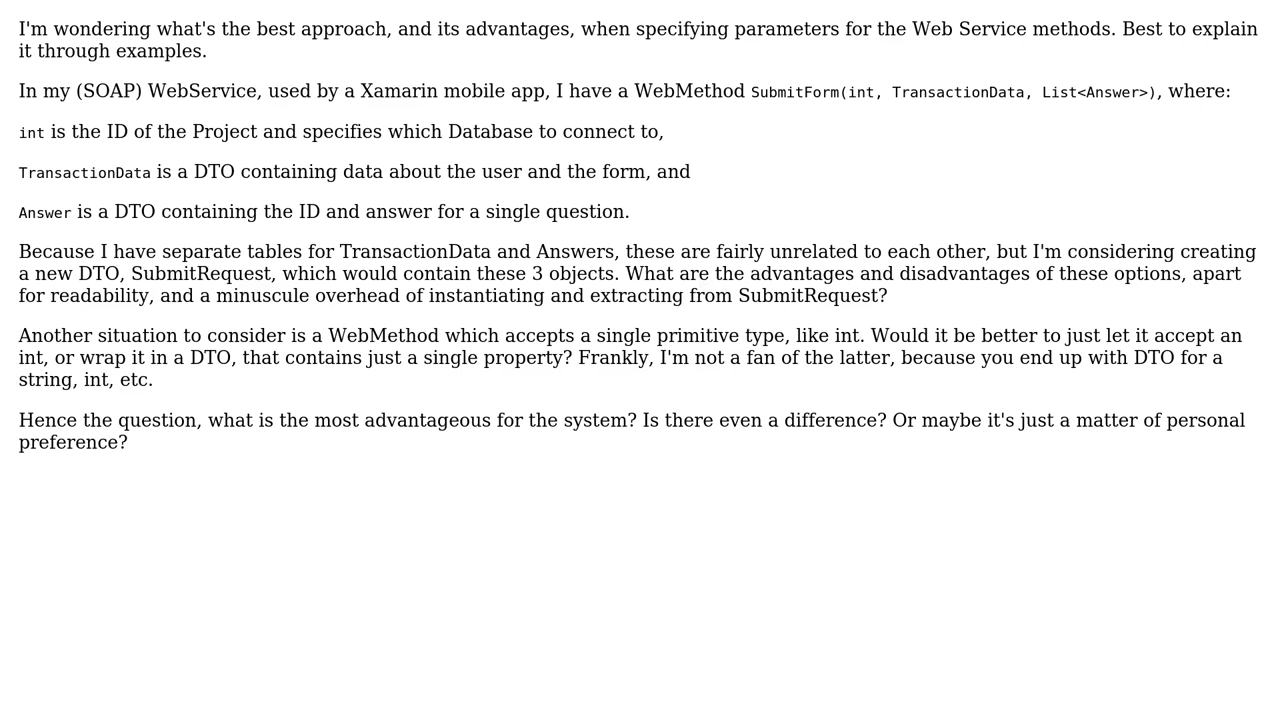 I'm wondering what's the best approach, and its advantages, when specifying parameters for the Web Service methods. Best to explain
it through examples.
In my (SOAP) WebService, used by a Xamarin mobile app, I have a WebMethod SubmitForm(int, TransactionData, List<Answer>), where:
int is the ID of the Project and specifies which Database to connect to,
TransactionData is a DTO containing data about the user and the form, and
Answer is a DTO containing the ID and answer for a single question.
Because I have separate tables for TransactionData and Answers, these are fairly unrelated to each other, but I'm considering creating
a new DTO, SubmitRequest, which would contain these 3 objects. What are the advantages and disadvantages of these options, apart
for readability, and a minuscule overhead of instantiating and extracting from SubmitRequest?
Another situation to consider is a WebMethod which accepts a single primitive type, like int. Would it be better to just let it accept an
int, or wrap it in a DTO, that contains just a single property? Frankly, I'm not a fan of the latter, because you end up with DTO for a
string, int, etc.
Hence the question, what is the most advantageous for the system? Is there even a difference? Or maybe it's just a matter of personal
preference?